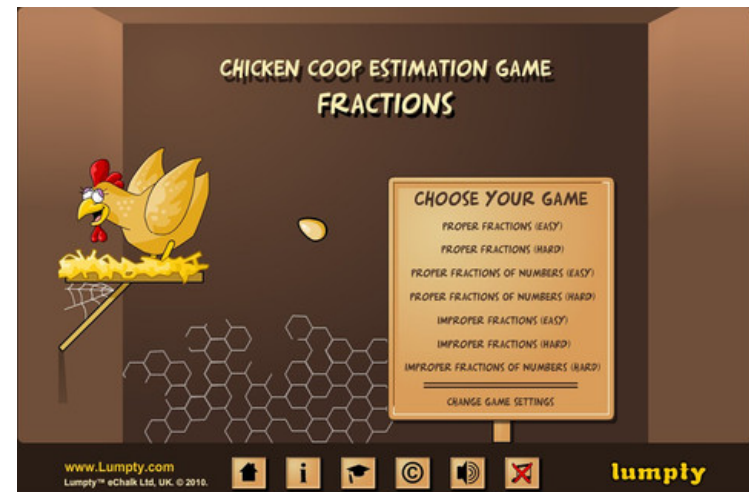 CHICKEN COOP ESTIMATION GAME
FRACTIONS
CHOOSE YOUR GAME
PROPER FRACTIONS (EASY)
PROPER FRACTIONS (HARD)
PROPER FRACTIONS OF NUMBERS (EASY)
PROPER FRACTIONS OF NUMBERS (HARD)
IMPROPER FRACTIONS (EASY)
IMPROPER FRACTIONS (HARD)
IMPROPER FRACTIONS OF NUMBERS (HARD)
CHANGE GAME SETTINGS
www.Lumpty.com
Lumpty™ eChalk Ltd, UK. © 2010.
i
©
lumpty